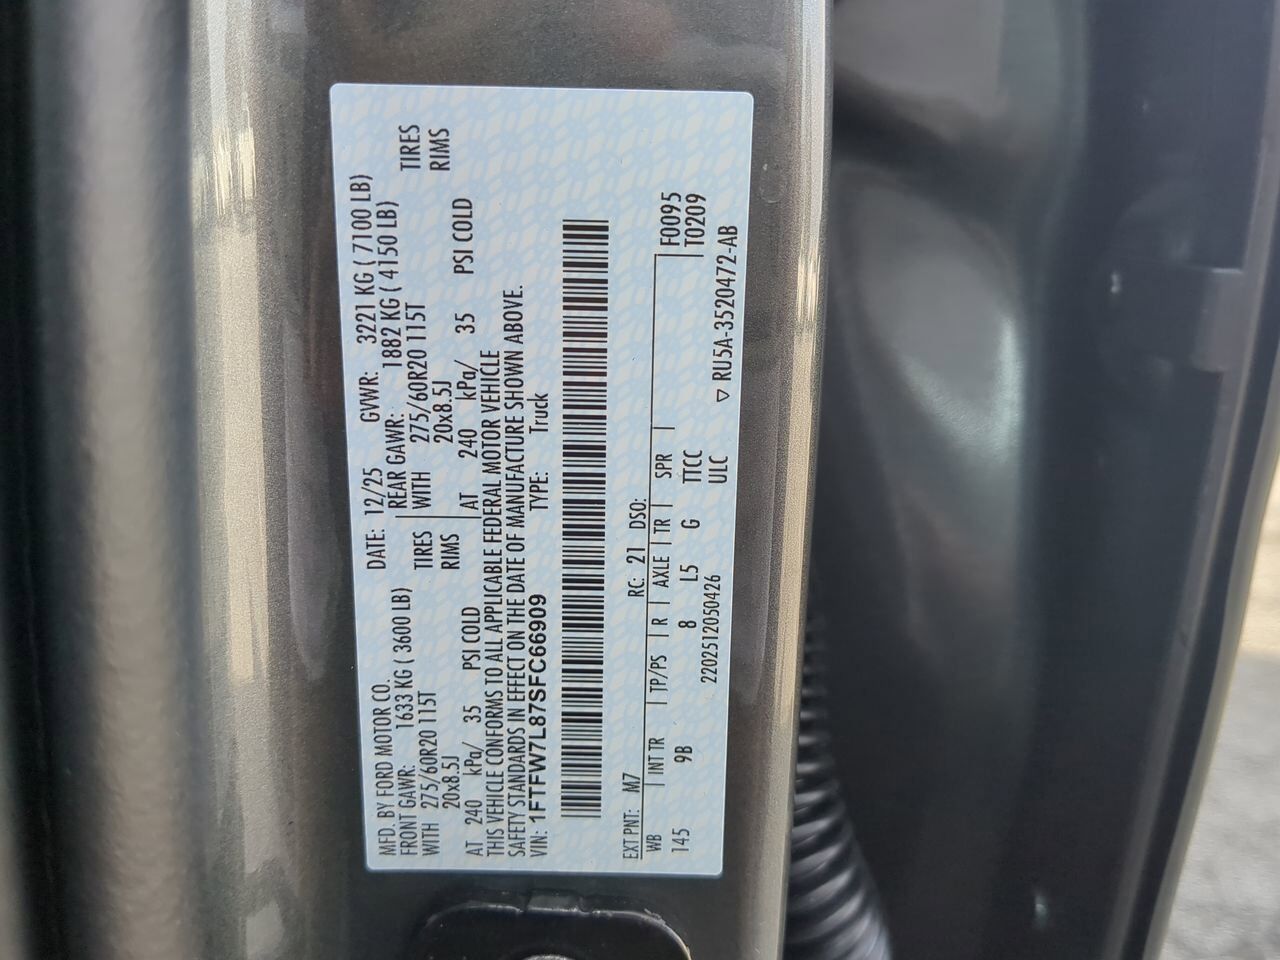 MFD. BY FORD MOTOR CO. DATE: 12/25 GVWR: 3221 KG ( 7100 LB)
FRONT GAWR: 1633 KG ( 3600 LB) REAR GAWR: 1882 KG ( 4150 LB)
WITH 275/60R20 115T TIRES WITH 275/60R20 115T TIRES
20x8.5J RIMS 20x8.5J RIMS
AT 240 kPa/ 35 PSI COLD AT 240 kPa/ 35 PSI COLD
THIS VEHICLE CONFORMS TO ALL APPLICABLE FEDERAL MOTOR VEHICLE
SAFETY STANDARDS IN EFFECT ON THE DATE OF MANUFACTURE SHOWN ABOVE.
VIN: 1FTFW7L87SFC66909 TYPE: Truck
EXT PNT: M7 RC: 21 DSO:
WB INT TR TP/PS R AXLE TR SPR F0095
145 9B 8 L5 G TTCC T0209
2202512050426 ULC ▽ RU5A-3520472-AB